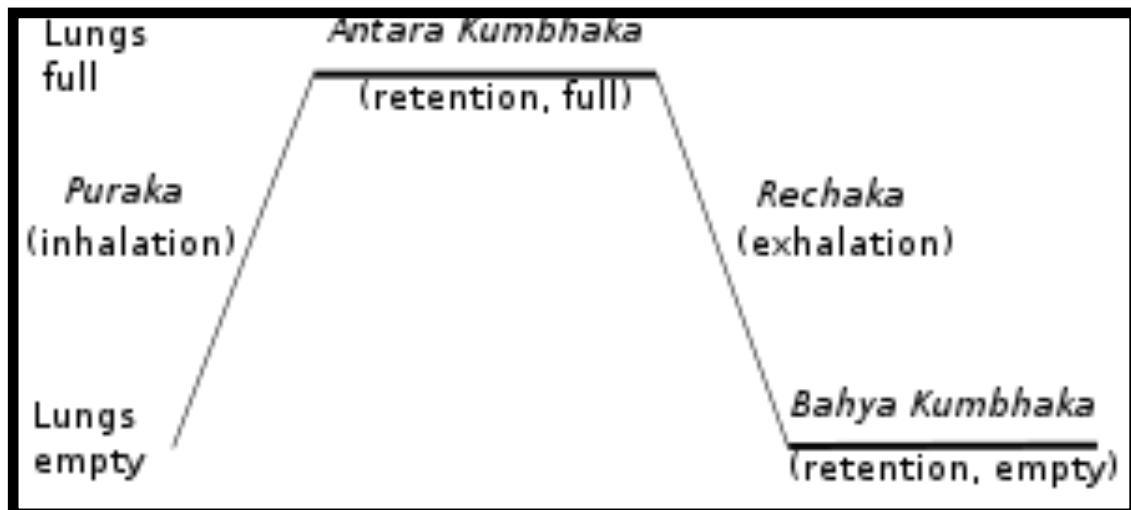 Lungs
full
Antara Kumbhaka
(retention, full)
Puraka
(inhalation)
Rechaka
(exhalation)
Lungs
empty
Bahya Kumbhaka
(retention, empty)